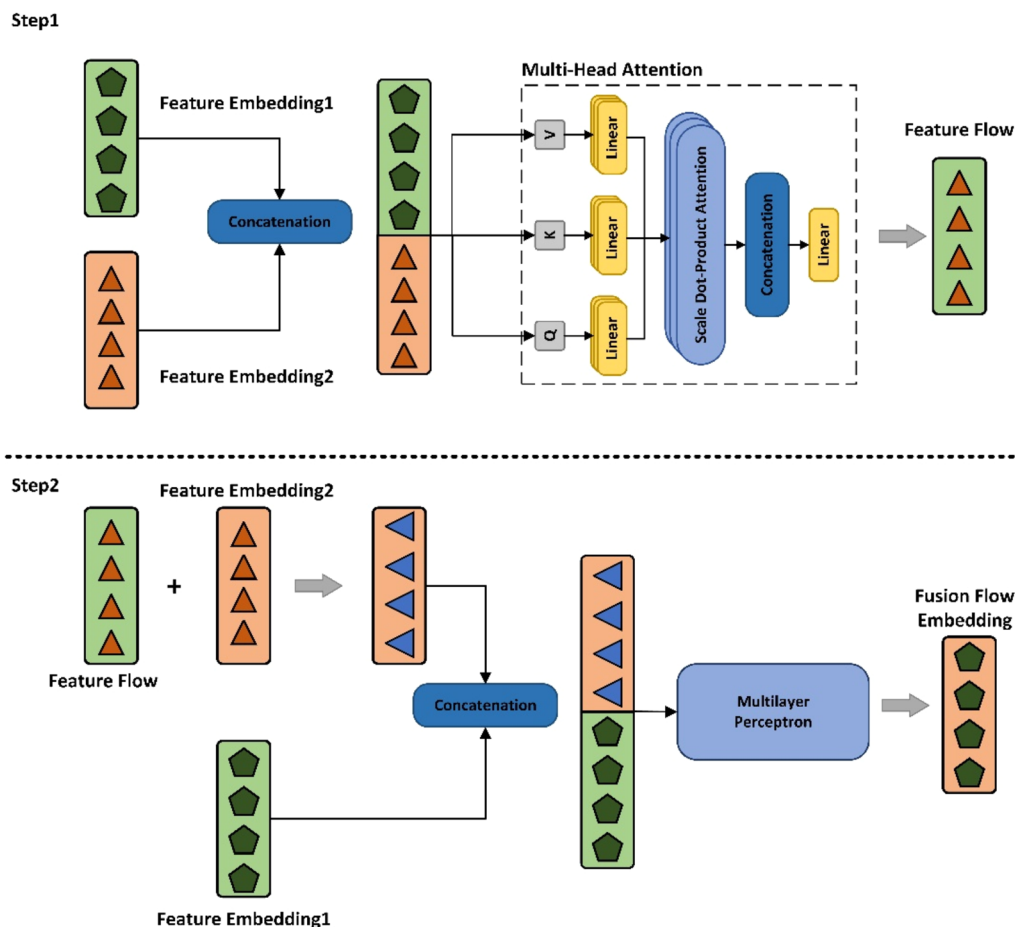 Step1
Feature Embedding1
Concatenation
Feature Embedding2
Multi-Head Attention
V
Linear
K
Linear
Q
Linear
Scale Dot-Product Attention
Concatenation
Linear
Feature Flow
Step2
Feature Embedding2
+
Feature Flow
Concatenation
Feature Embedding1
Multilayer
Perceptron
Fusion Flow
Embedding